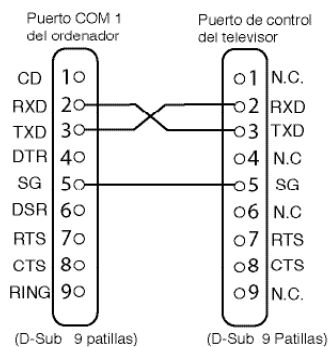 Puerto COM 1 del ordenador
Puerto de control del televisor
CD 1 1 N.C.
RXD 2 2 RXD
TXD 3 3 TXD
DTR 4 4 N.C
SG 5 5 SG
DSR 6 6 N.C
RTS 7 7 RTS
CTS 8 8 CTS
RING 9 9 N.C.
(D-Sub 9 patillas) (D-Sub 9 Patillas)